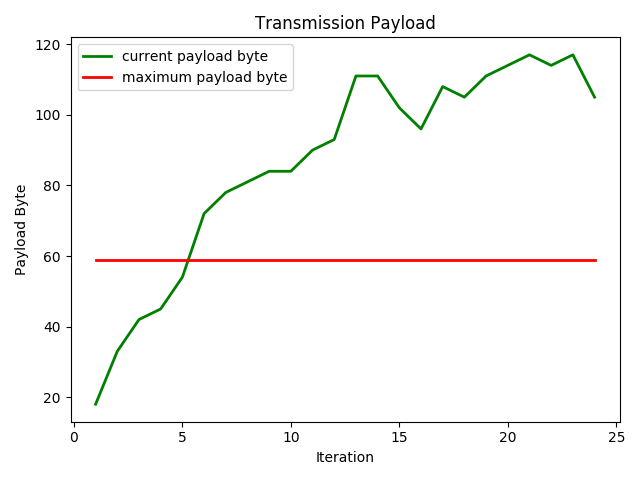 Transmission Payload
current payload byte
maximum payload byte
120
100
80
60
40
20
Payload Byte
0
5
10
15
20
25
Iteration